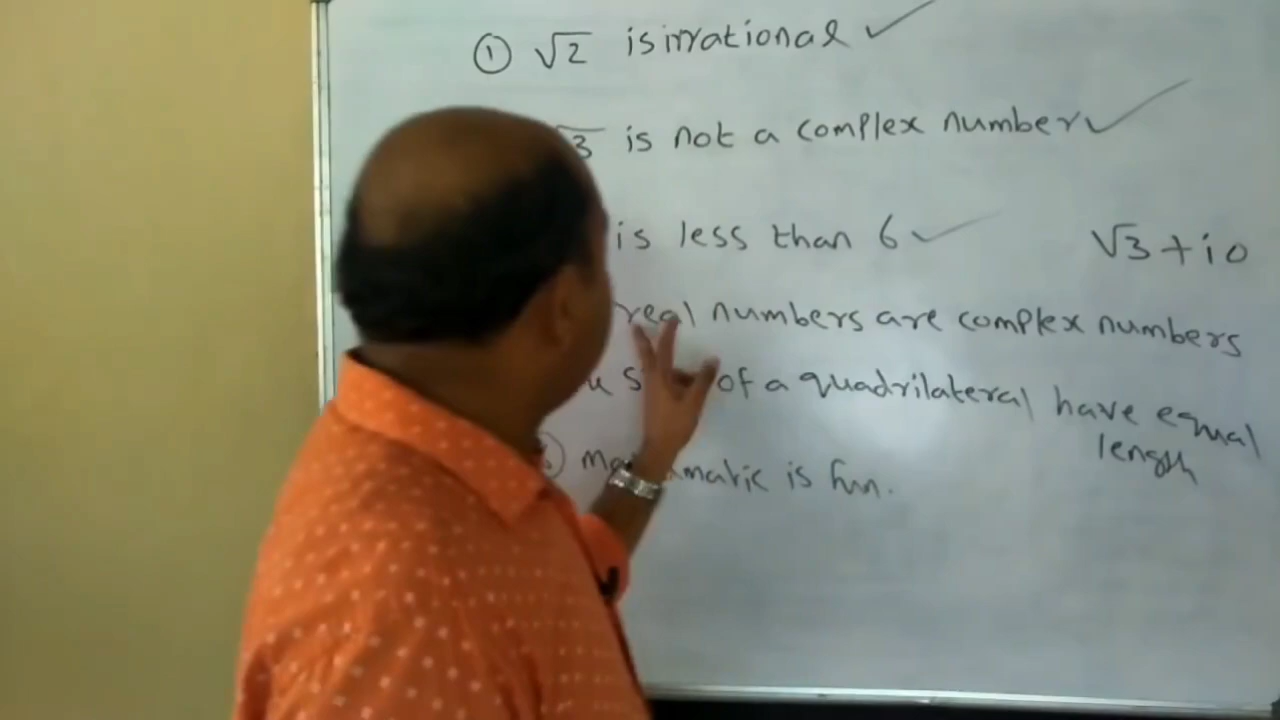 ① √2 is irrational ✓
√3 is not a complex number ✓
is less than 6 ✓
√3 + i0
real numbers are complex numbers
of a quadrilateral have equal
length
is fun.